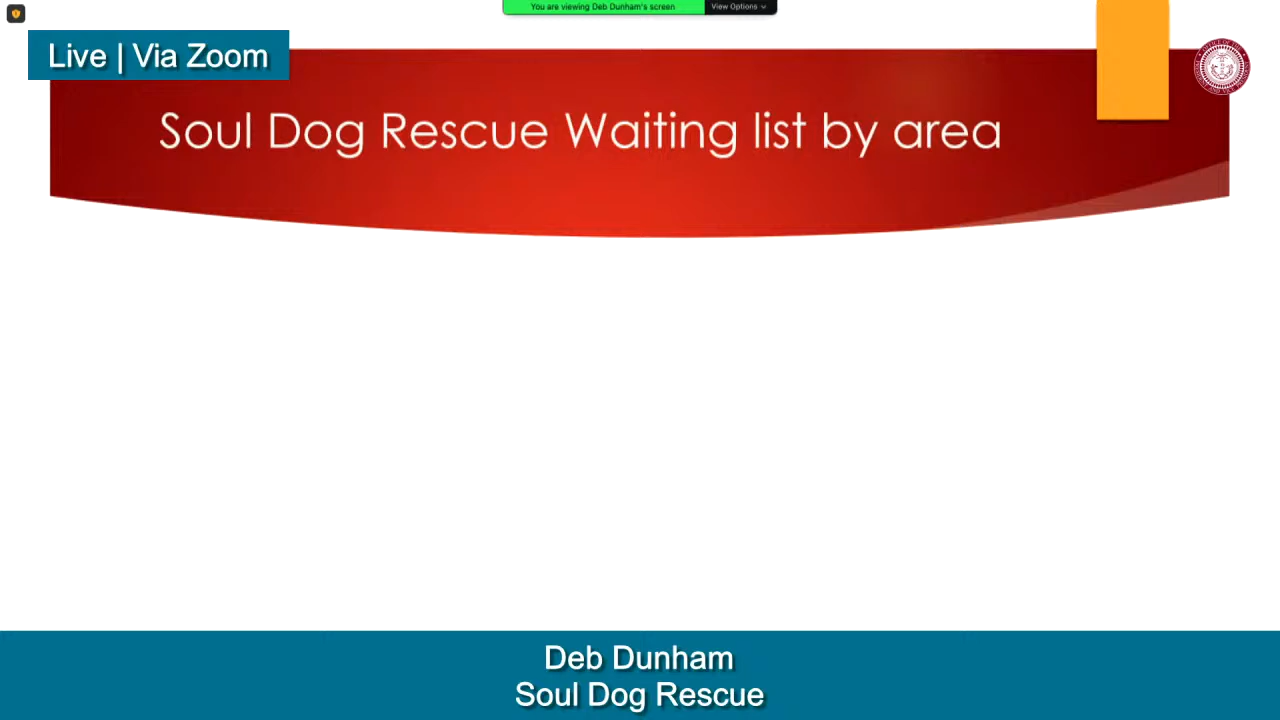 You are viewing Deb Dunham's screen
View Options
Live | Via Zoom
Soul Dog Rescue Waiting list by area
Deb Dunham
Soul Dog Rescue